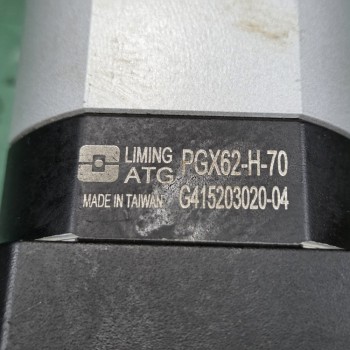 LIMING PGX62-H-70
ATG
MADE IN TAIWAN G415203020-04